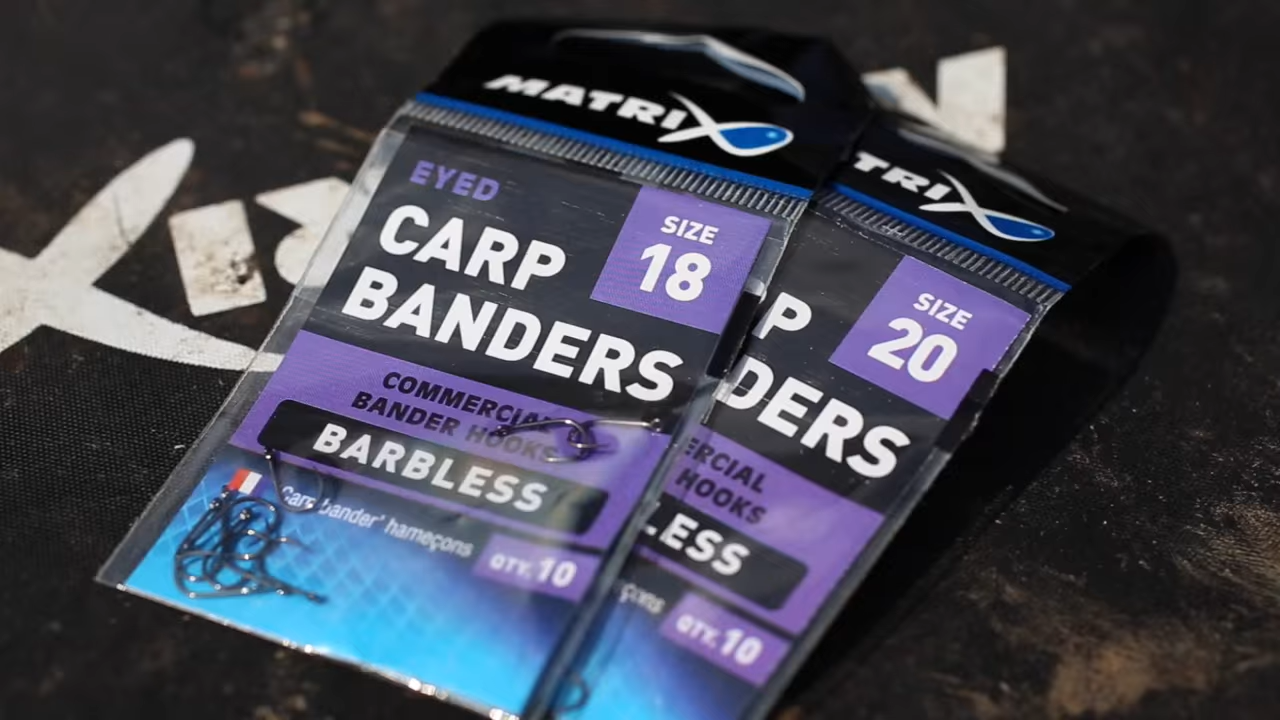 MATRIX
EYED
CARP
BANDERS
SIZE
18
COMMERCIAL
BANDER HOOKS
BARBLESS
'Carp bander' hameçons
QTY. 10
TRIX
P
DERS
SIZE
20
ERCIAL
HOOKS
LESS
çons
QTY. 10